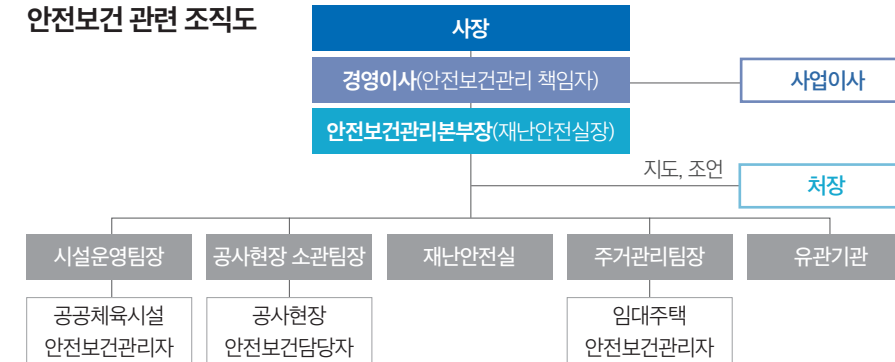 안전보건 관련 조직도
사장
경영이사(안전보건관리 책임자)
사업이사
안전보건관리본부장(재난안전실장)
지도, 조언
처장
시설운영팀장
공사현장 소관팀장
재난안전실
주거관리팀장
유관기관
공공체육시설
안전보건관리자
공사현장
안전보건담당자
임대주택
안전보건관리자